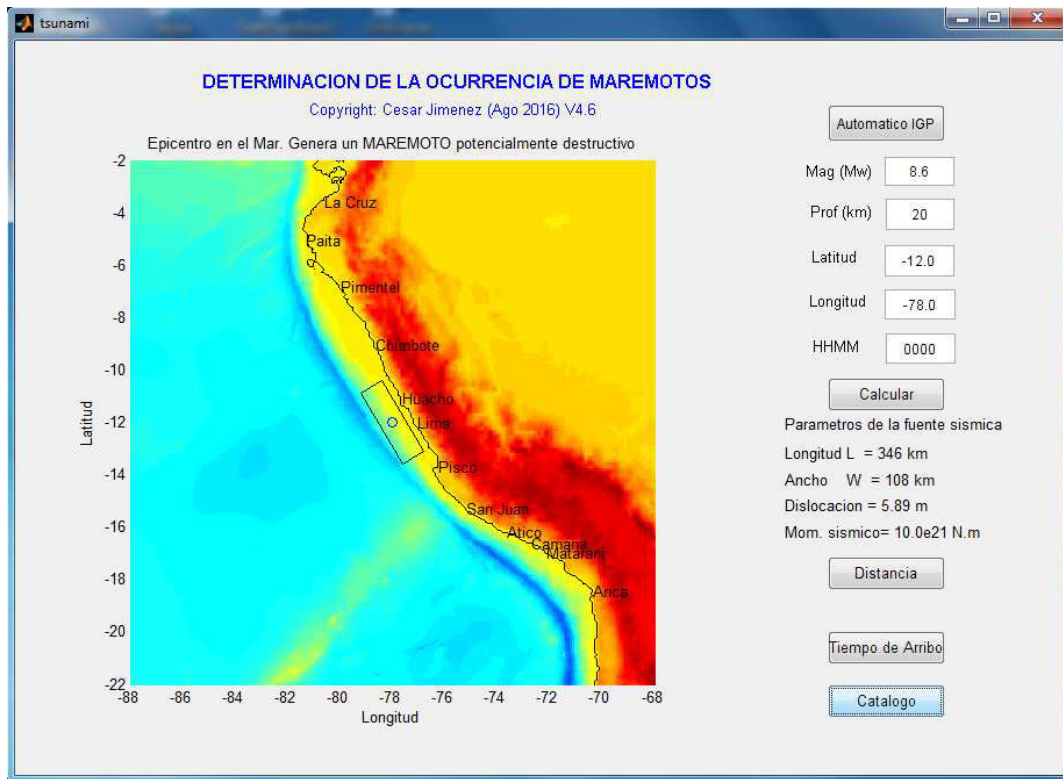 tsunami
DETERMINACION DE LA OCURRENCIA DE MAREMOTOS
Copyright: Cesar Jimenez (Ago 2016) V4.6
Epicentro en el Mar. Genera un MAREMOTO potencialmente destructivo
-2
-4
-6
-8
-10
-12
-14
-16
-18
-20
-22
Latitud
La Cruz
Paita
Pimentel
Chimbote
Huacho
Lima
Pisco
San Juan
Atico
Camana
Matarani
Arica
-88
-86
-84
-82
-80
-78
-76
-74
-72
-70
-68
Longitud
Automatico IGP
Mag (Mw) 8.6
Prof (km) 20
Latitud -12.0
Longitud -78.0
HHMM 0000
Calcular
Parametros de la fuente sismica
Longitud L = 346 km
Ancho W = 108 km
Dislocacion = 5.89 m
Mom. sismico= 10.0e21 N.m
Distancia
Tiempo de Arribo
Catalogo